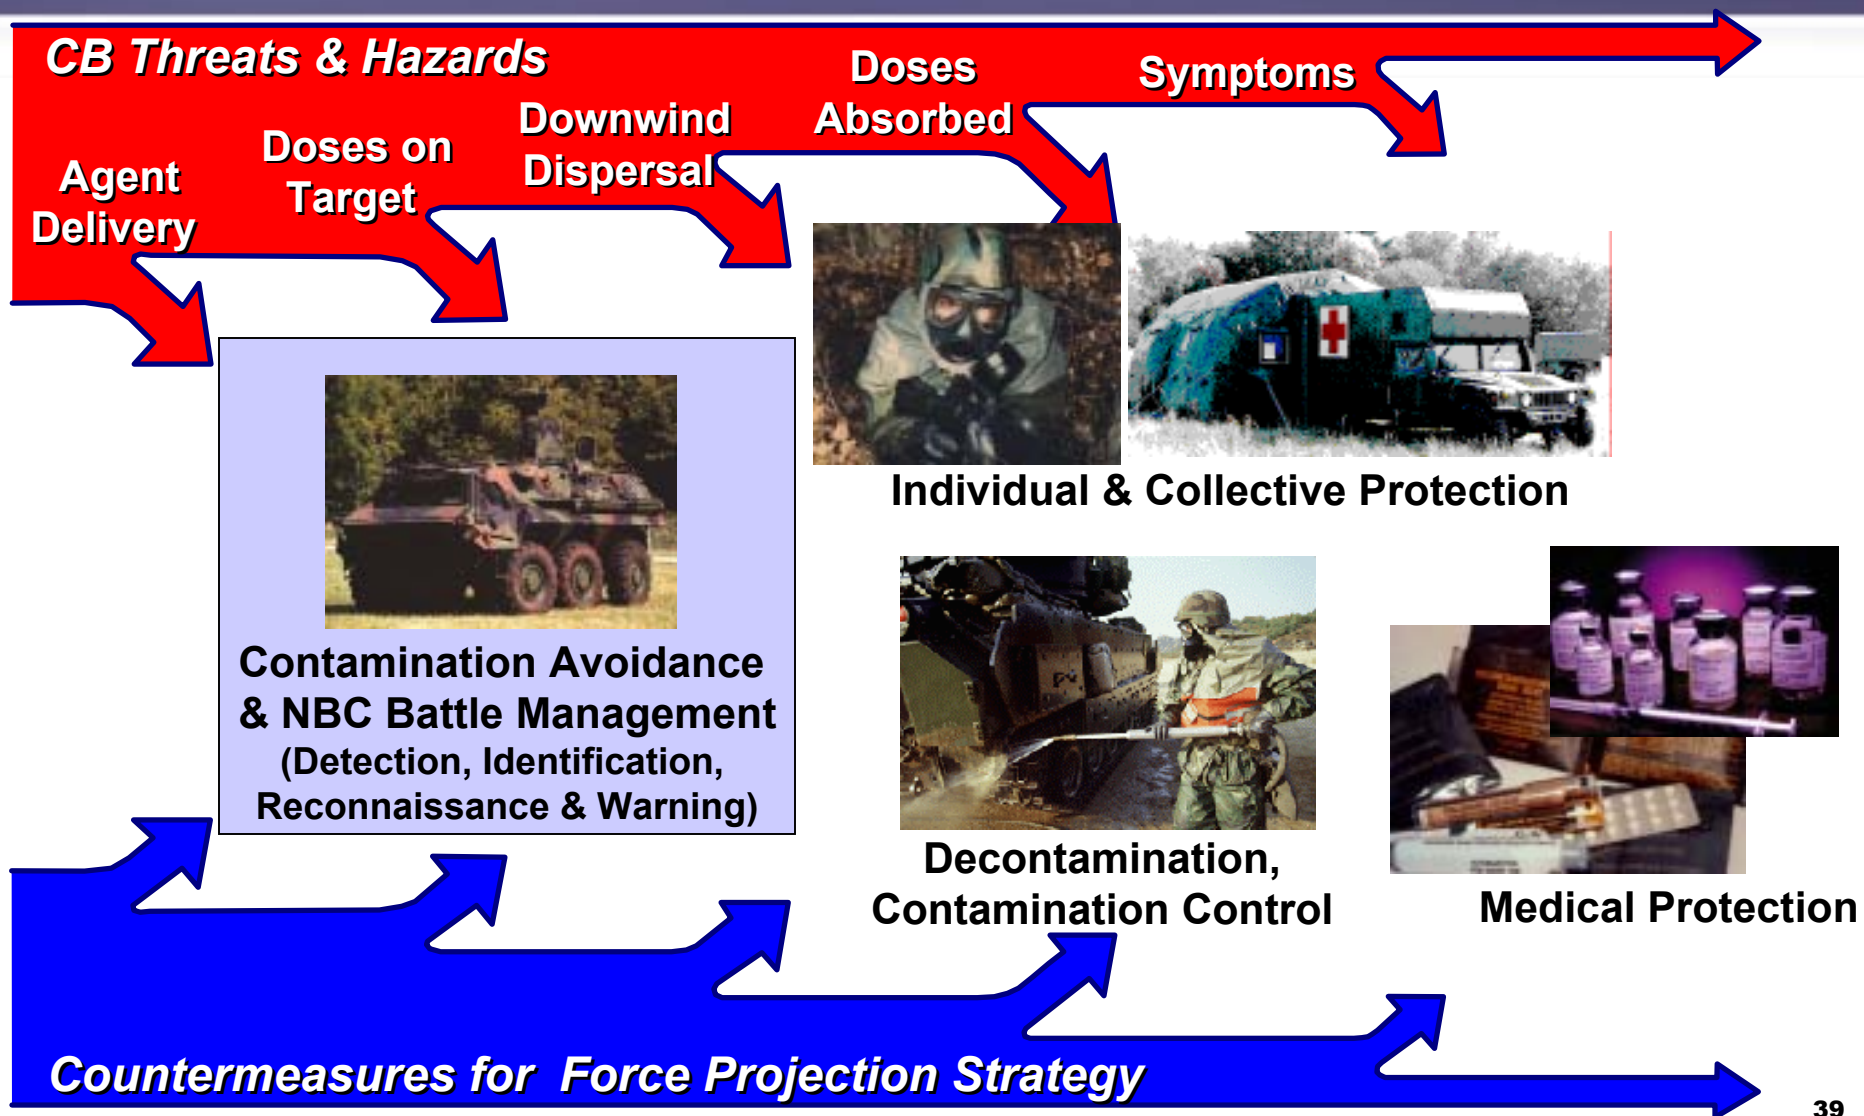 CB Threats & Hazards
Agent
Delivery
Doses on
Target
Downwind
Dispersal
Doses
Absorbed
Symptoms
Individual & Collective Protection
Contamination Avoidance
& NBC Battle Management
(Detection, Identification,
Reconnaissance & Warning)
Decontamination,
Contamination Control
Medical Protection
Countermeasures for Force Projection Strategy
39